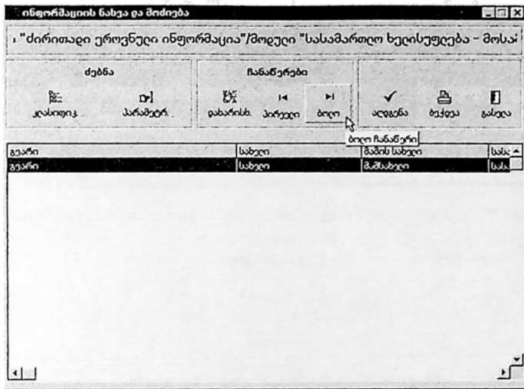 ინფორმაციის ნახვა და მოძიება
"ძირითადი ეროვნული ინფორმაცია"/მოდული "სასამართლო ხელისუფლება - მოსა
ძებნა ჩანაწერები
კლასიფიკ. პარამეტრ. დახარისხ. პირველი ბოლო აღდგენა ბეჭდვა გასვლა
ბოლო ჩანაწერი
გვარი სახელი მამის სახელი
გვარი სახელი მამსახელი